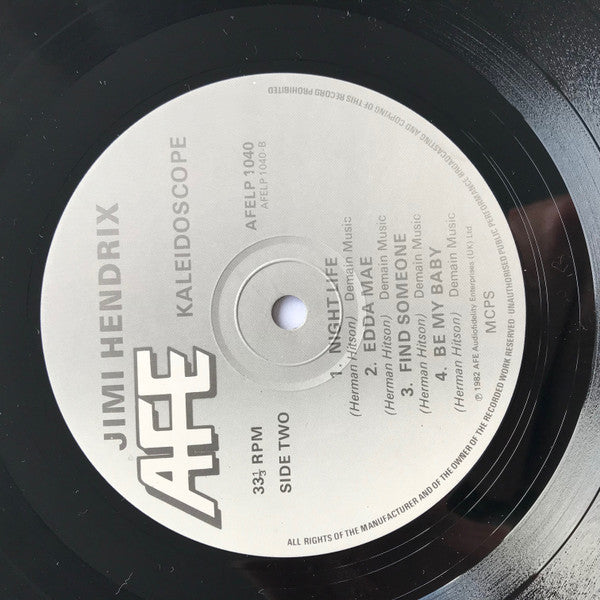 JIMI HENDRIX
KALEIDOSCOPE
AFE
AFELP 1040
AFELP 1040-B
33⅓ RPM
SIDE TWO
1. NIGHT LIFE
(Herman Hitson) Demain Music
2. EDDA MAE
(Herman Hitson) Demain Music
3. FIND SOMEONE
(Herman Hitson) Demain Music
4. BE MY BABY
(Herman Hitson) Demain Music
℗ 1982 AFE Audiofidelity Enterprises (UK) Ltd
MCPS
ALL RIGHTS OF THE MANUFACTURER AND OF THE OWNER OF THE RECORDED WORK RESERVED UNAUTHORISED PUBLIC PERFORMANCE BROADCASTING AND COPYING OF THIS RECORD PROHIBITED